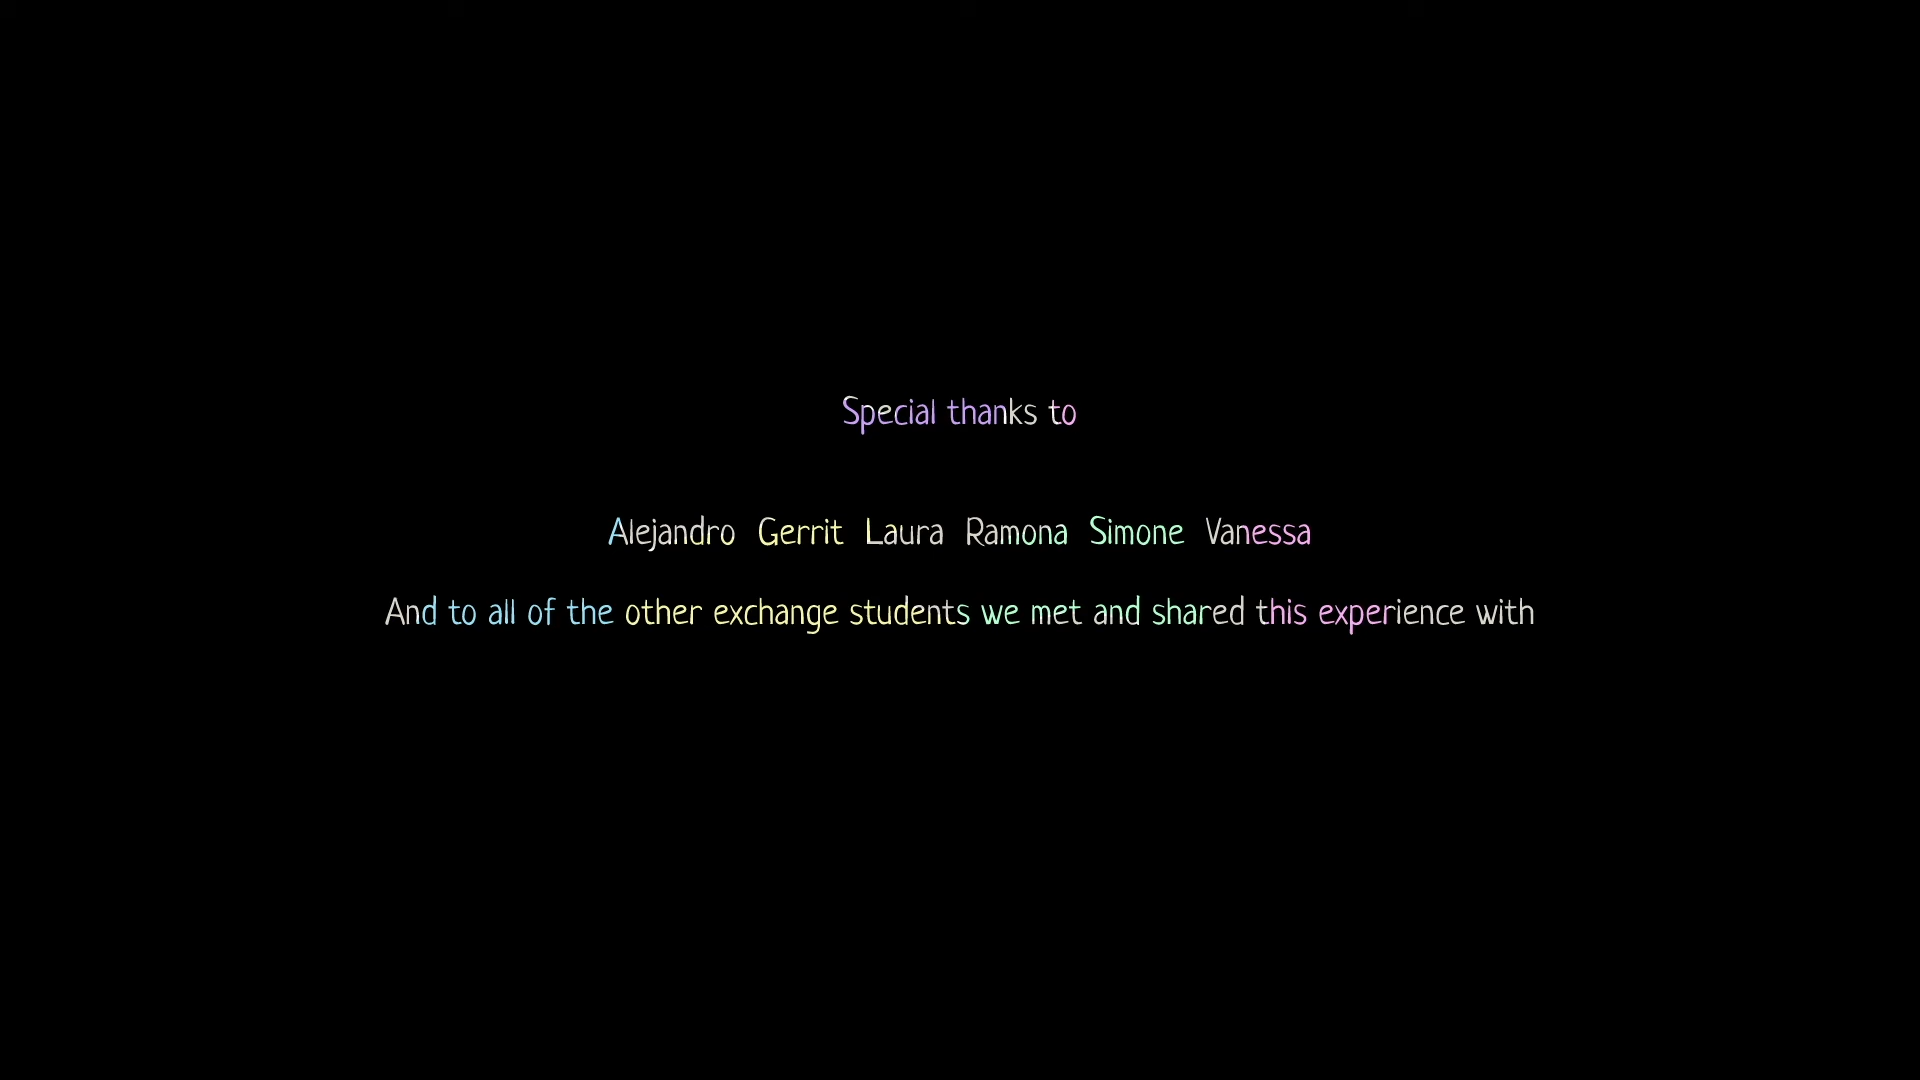 Special thanks to
Alejandro Gerrit Laura Ramona Simone Vanessa
And to all of the other exchange students we met and shared this experience with